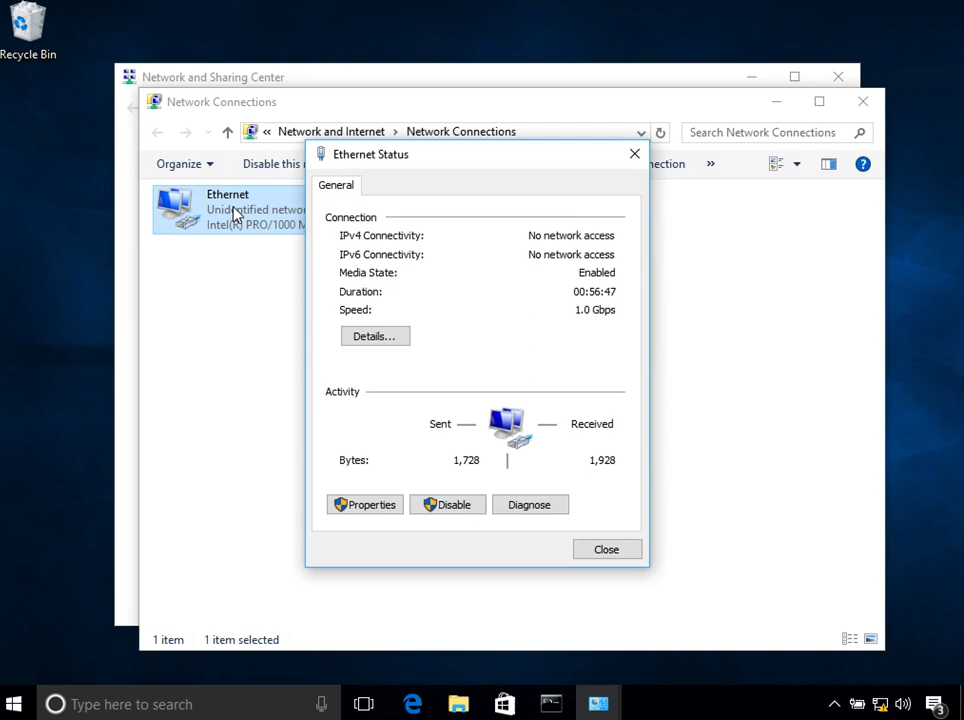 Recycle Bin
Network and Sharing Center
Network Connections
« Network and Internet > Network Connections
Search Network Connections
Organize
Disable this
Ethernet Status
»
General
Ethernet
Unidentified netwo
Intel(R) PRO/1000 M
Connection
IPv4 Connectivity: No network access
IPv6 Connectivity: No network access
Media State: Enabled
Duration: 00:56:47
Speed: 1.0 Gbps
Details...
Activity
Sent — — Received
Bytes: 1,728 1,928
Properties Disable Diagnose
Close
1 item 1 item selected
Type here to search
3